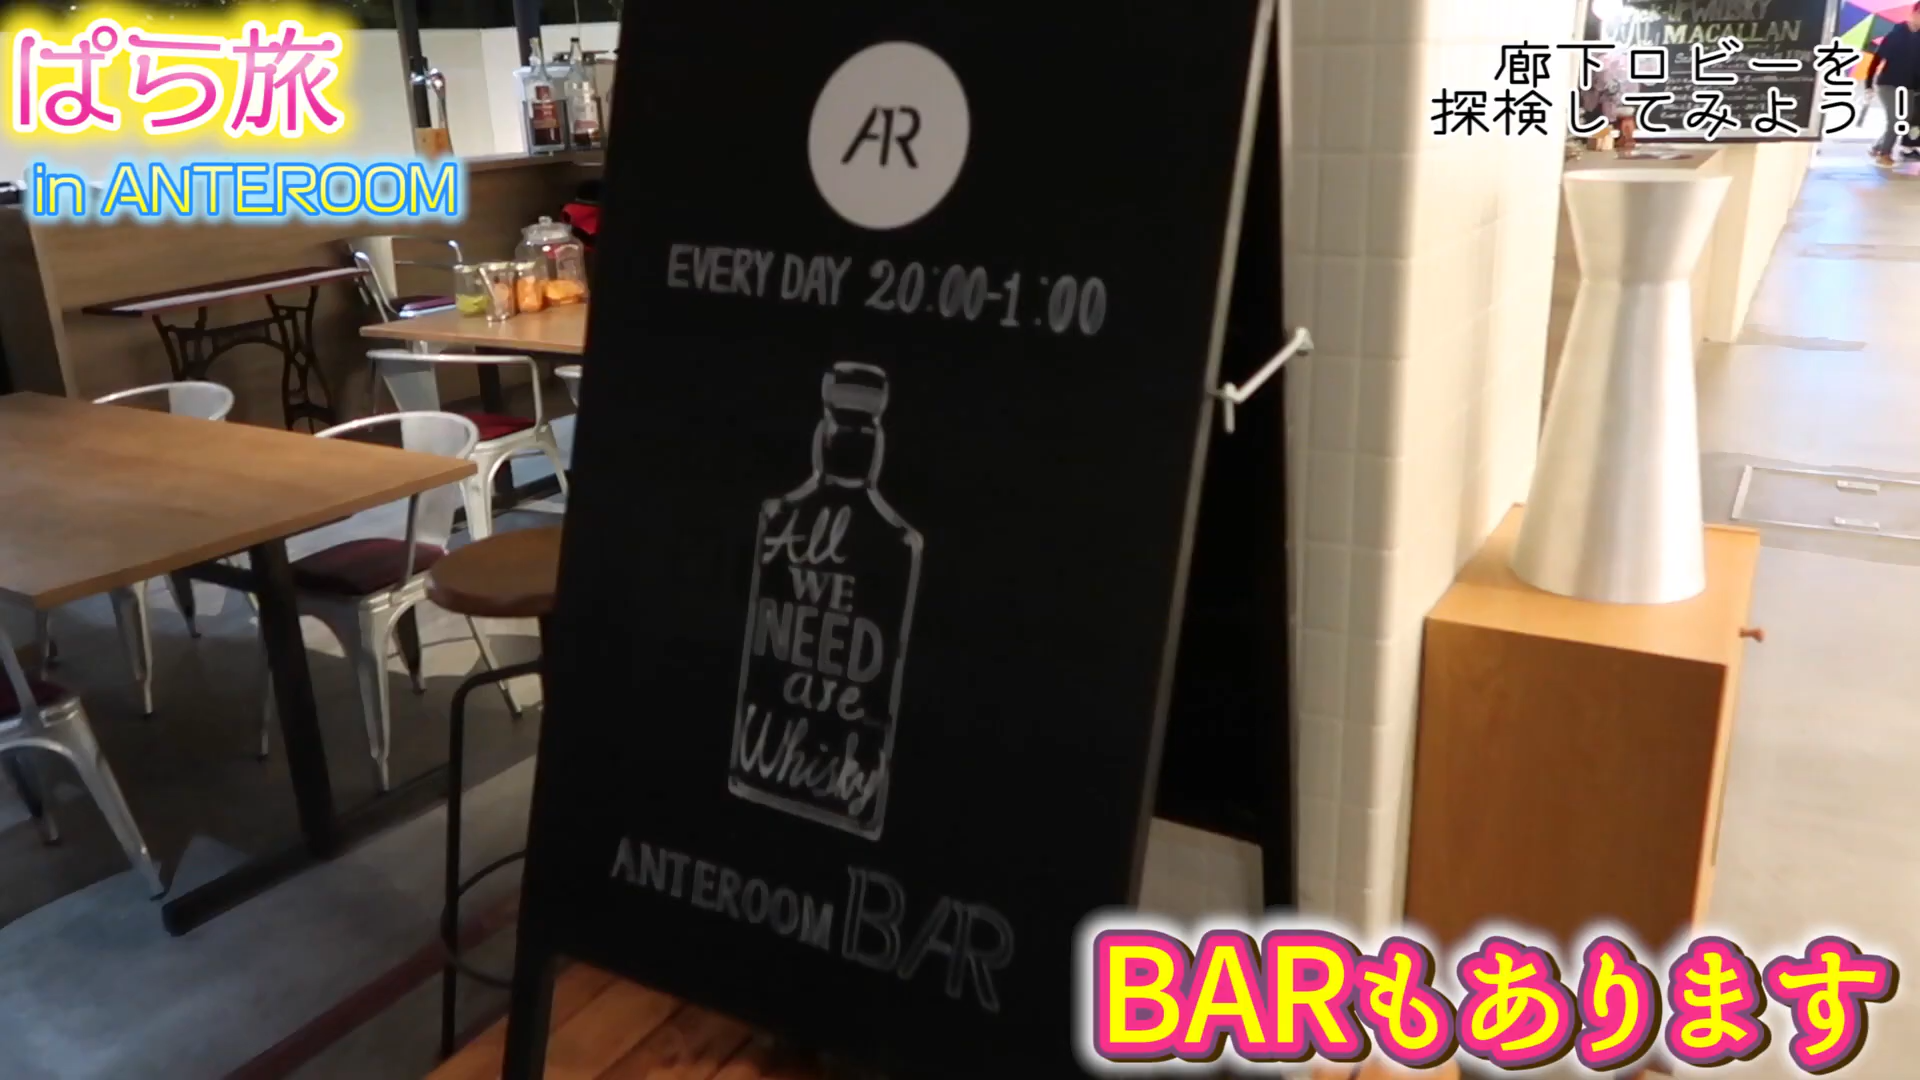 ぱら旅
in ANTEROOM
廊下ロビーを
探検してみよう！
WHISKY
MACALLAN
AR
EVERY DAY 20:00-1:00
All
WE
NEED
are
Whisky
ANTEROOM BAR
BARもあります